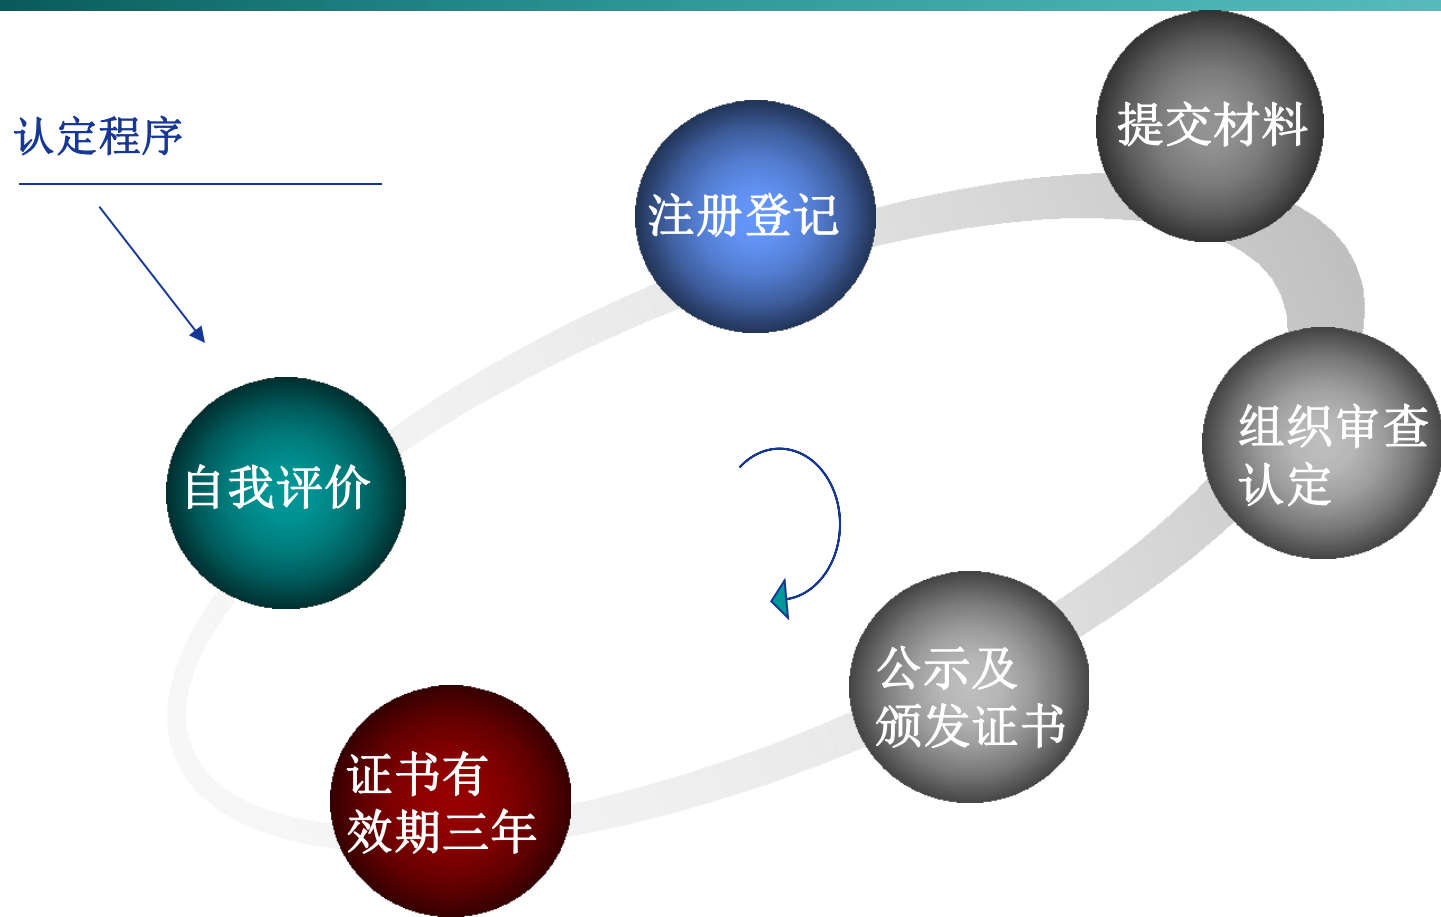 认定程序
自我评价
注册登记
提交材料
组织审查
认定
公示及
颁发证书
证书有
效期三年